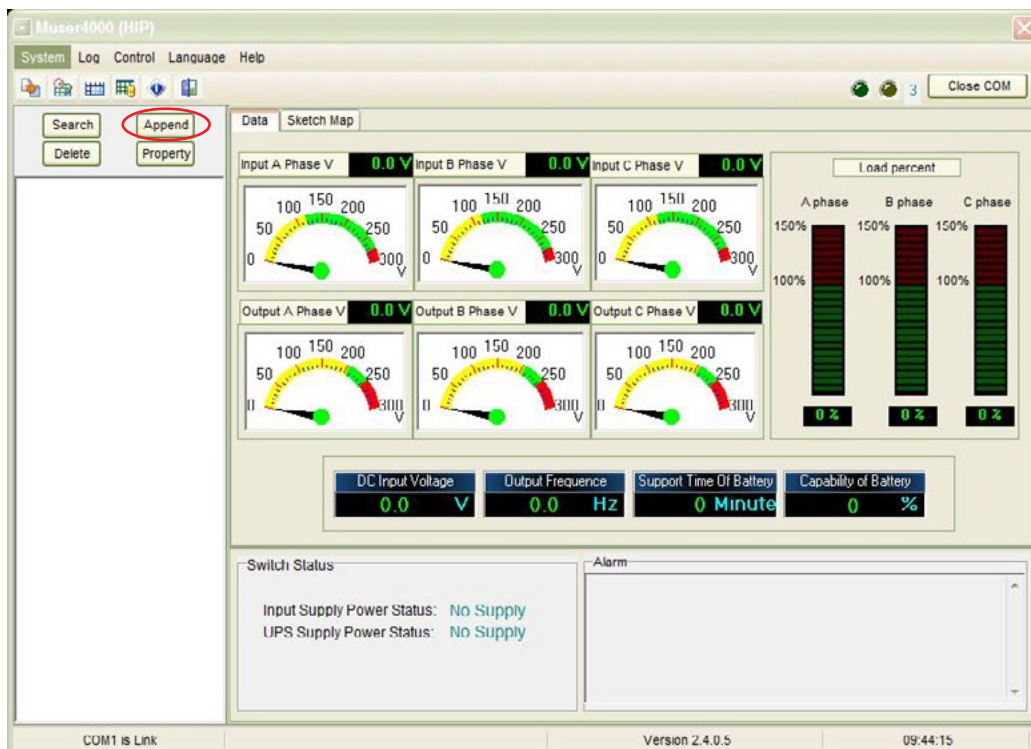 Muser4000 (HIP)
System Log Control Language Help
3 Close COM
Search Append
Delete Property
Data Sketch Map
Input A Phase V 0.0 V Input B Phase V 0.0 V Input C Phase V 0.0 V
0 50 100 150 200 250 300 V
0 50 100 150 200 250 300 V
0 50 100 150 200 250 300 V
Output A Phase V 0.0 V Output B Phase V 0.0 V Output C Phase V 0.0 V
0 50 100 150 200 250 300 V
0 50 100 150 200 250 300 V
0 50 100 150 200 250 300 V
Load percent
A phase B phase C phase
150% 150% 150%
100% 100% 100%
0 % 0 % 0 %
DC Input Voltage Output Frequence Support Time Of Battery Capability of Battery
0.0 V 0.0 Hz 0 Minute 0 %
Switch Status
Input Supply Power Status: No Supply
UPS Supply Power Status: No Supply
Alarm
COM1 is Link Version 2.4.0.5 09:44:15